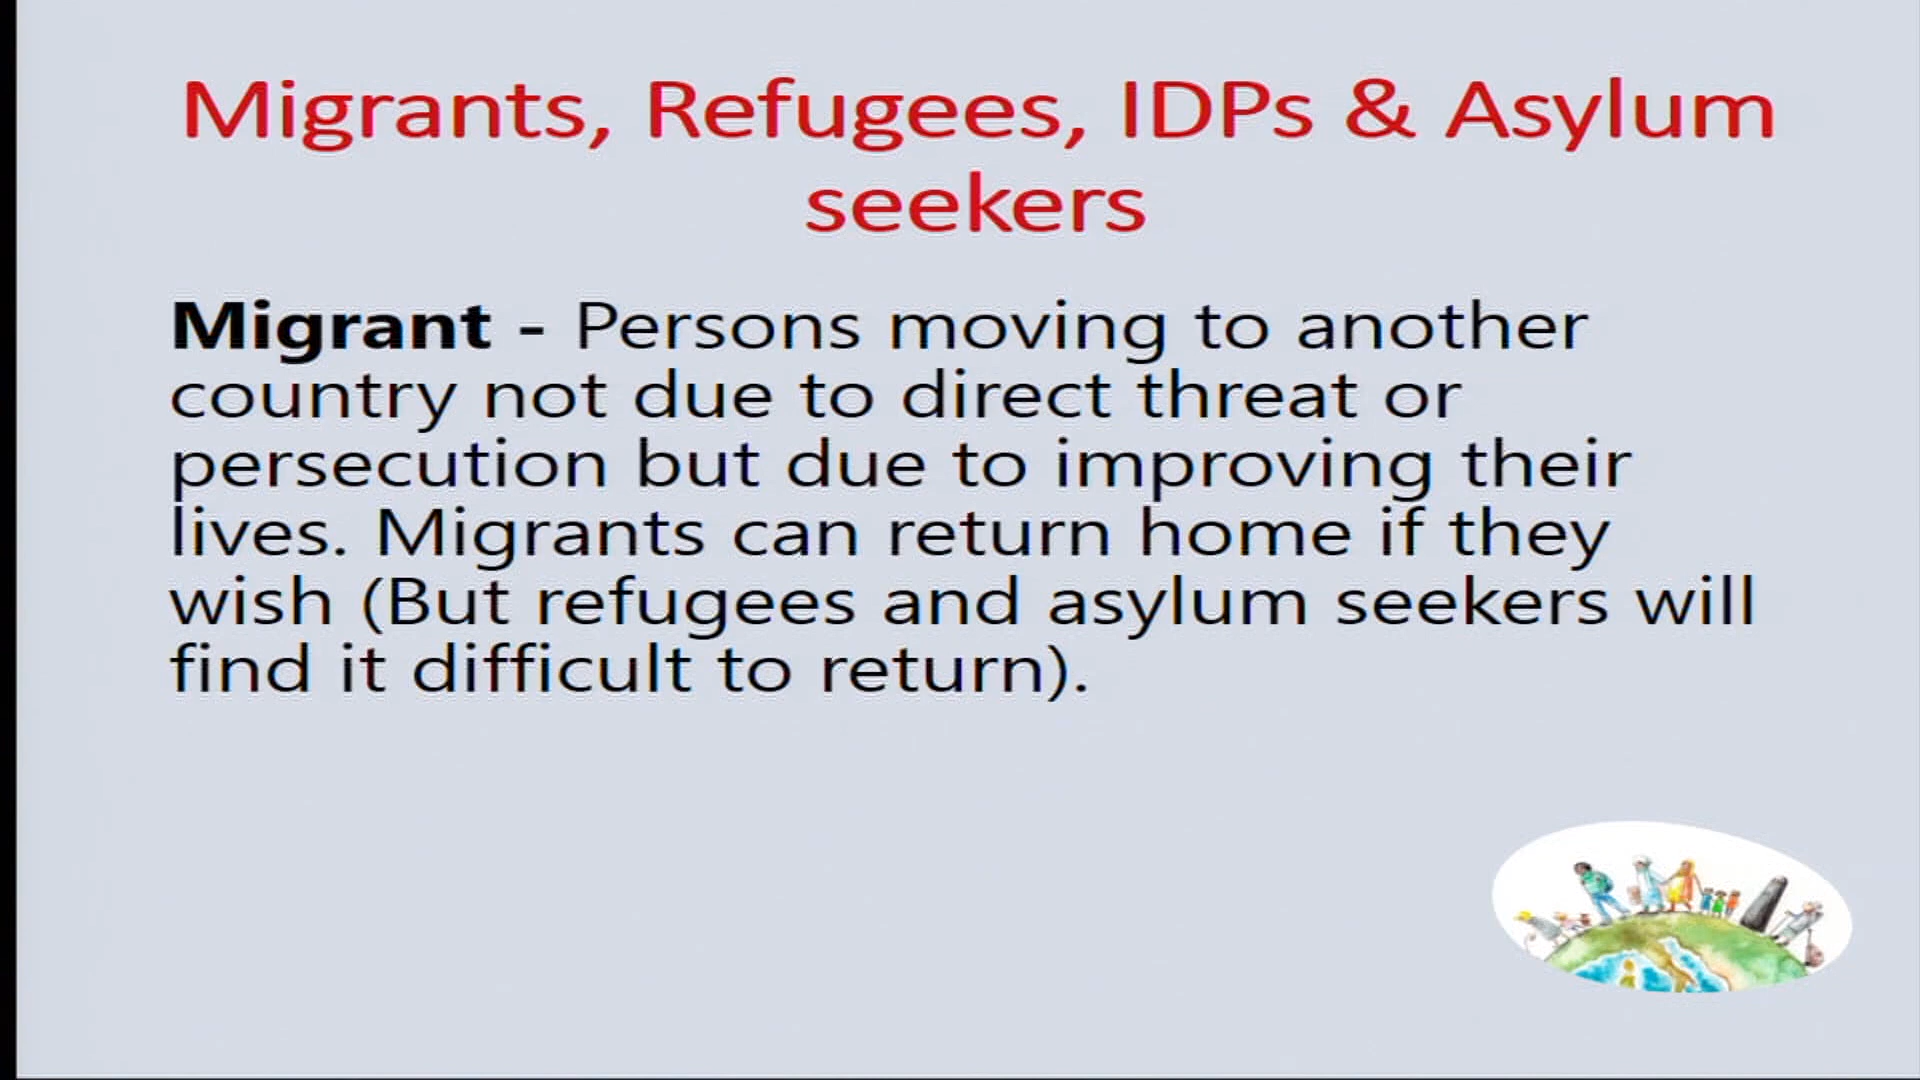 Migrants, Refugees, IDPs & Asylum
seekers
Migrant - Persons moving to another
country not due to direct threat or
persecution but due to improving their
lives. Migrants can return home if they
wish (But refugees and asylum seekers will
find it difficult to return).